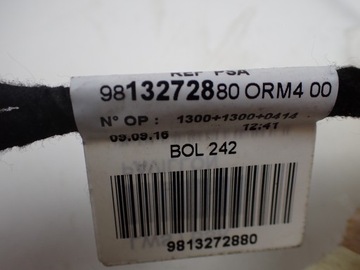 REF PSA
9813272880 ORM4 00
N° OP : 1300+1300+0414
09.09.16 12:41
BOL 242
9813272880